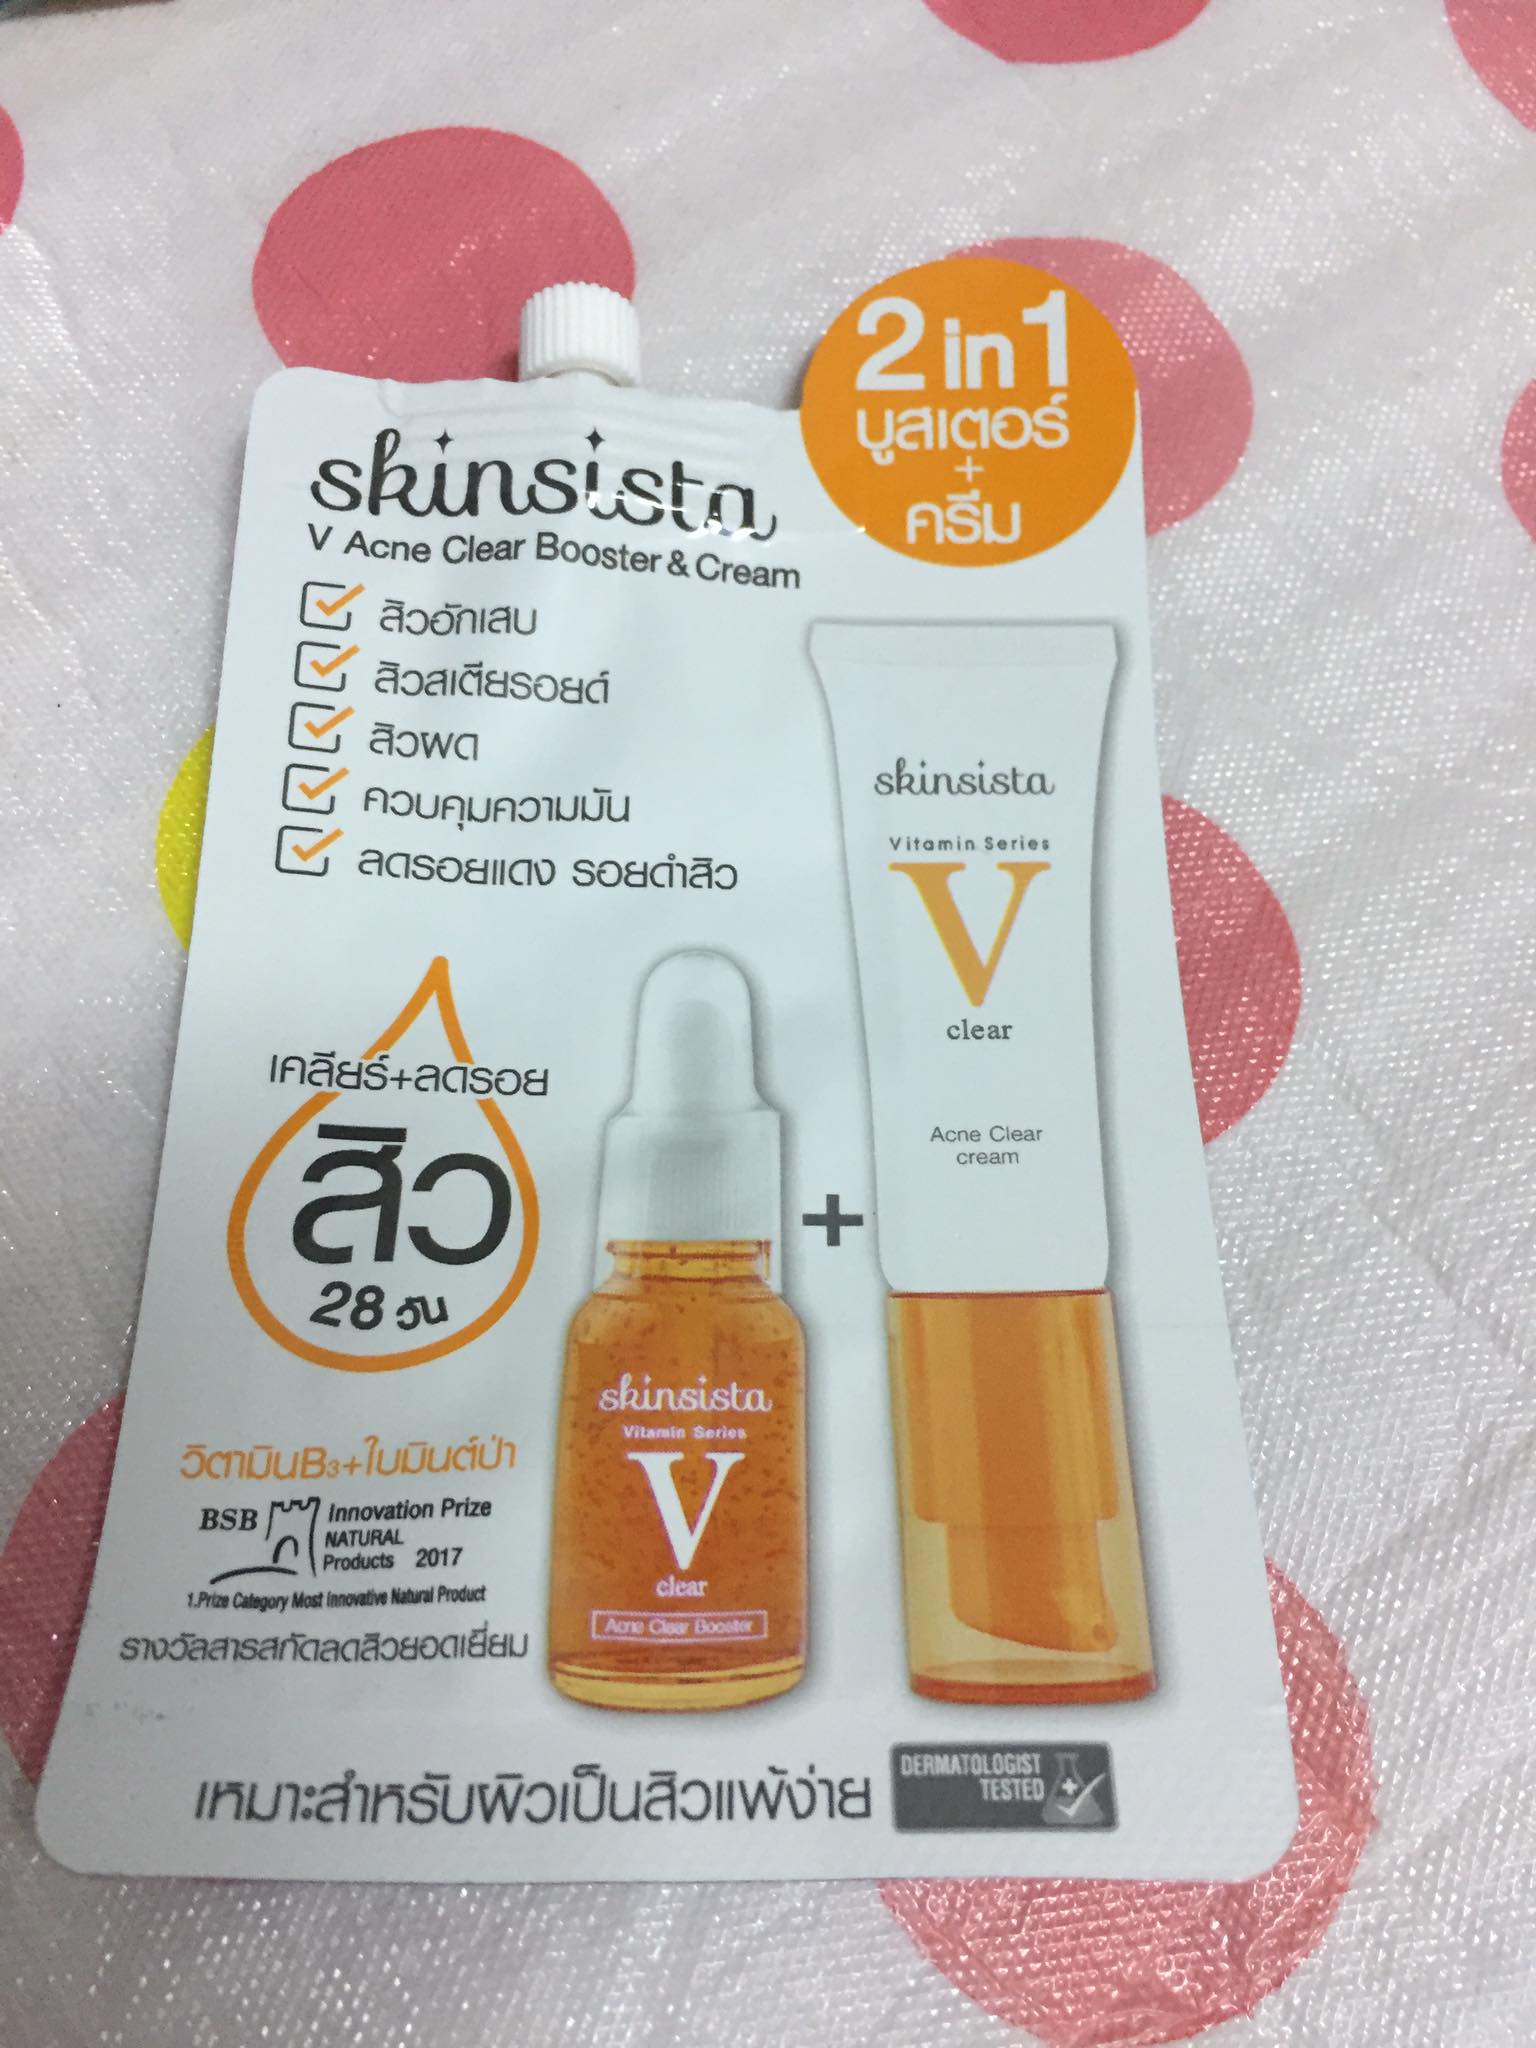 2 in 1
บูสเตอร์
+
ครีม
skinsista
V Acne Clear Booster & Cream
สิวอักเสบ
สิวสเตียรอยด์
สิวผด
ควบคุมความมัน
ลดรอยแดง รอยดำสิว
เคลียร์+ลดรอย
สิว
28 วัน
วิตามินB3+ใบมินต์ป่า
BSB Innovation Prize
NATURAL
Products 2017
1.Prize Category Most Innovative Natural Product
รางวัลสารสกัดลดสิวยอดเยี่ยม
skinsista
Vitamin Series
V
clear
Acne Clear Booster
+
skinsista
Vitamin Series
V
clear
Acne Clear
cream
เหมาะสำหรับผิวเป็นสิวแพ้ง่าย
DERMATOLOGIST
TESTED